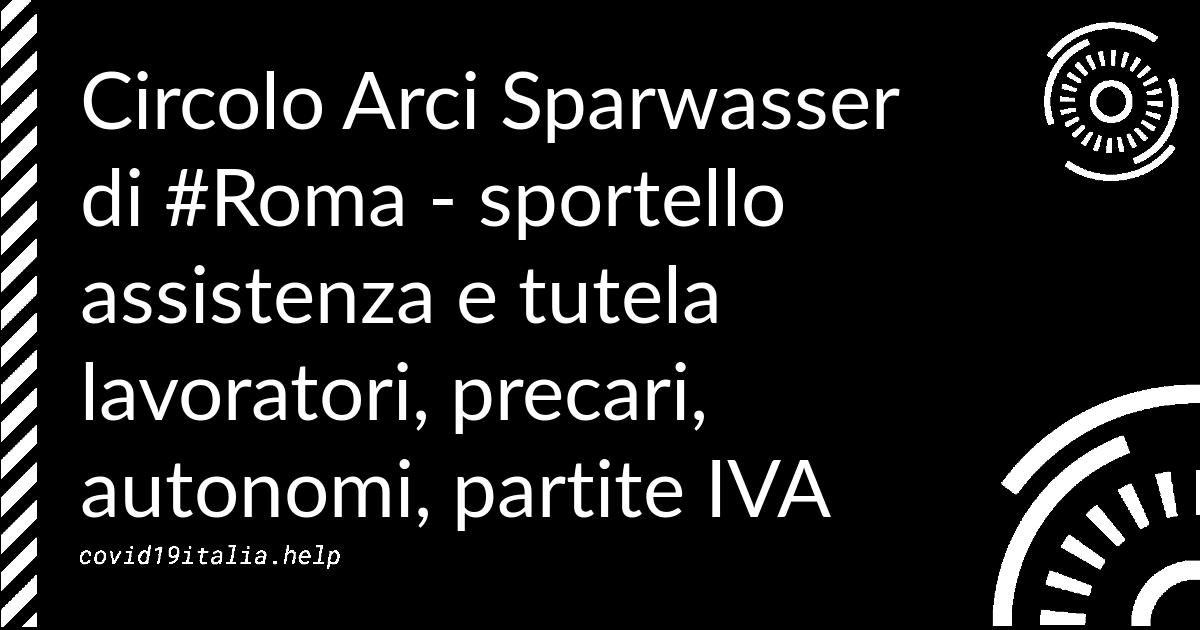 Circolo Arci Sparwasser
di #Roma - sportello
assistenza e tutela
lavoratori, precari,
autonomi, partite IVA
covid19italia.help